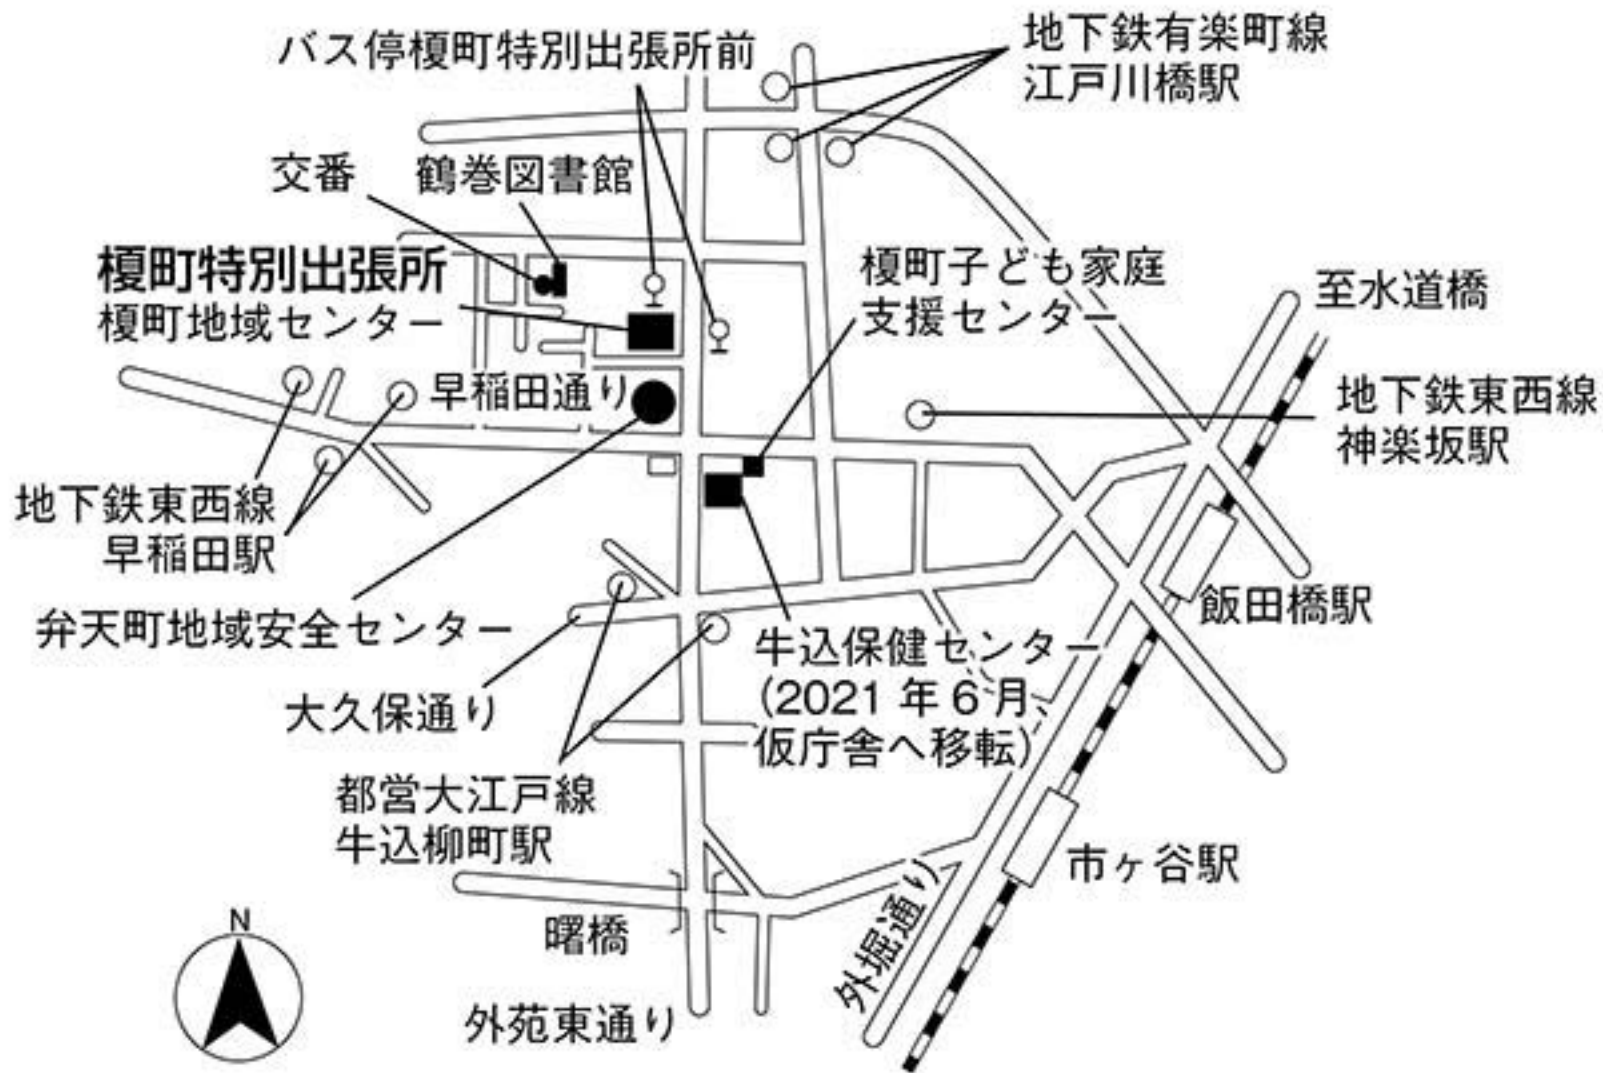 バス停榎町特別出張所前
地下鉄有楽町線
江戸川橋駅
交番
鶴巻図書館
榎町特別出張所
榎町地域センター
榎町子ども家庭
支援センター
至水道橋
早稲田通り
地下鉄東西線
神楽坂駅
地下鉄東西線
早稲田駅
弁天町地域安全センター
飯田橋駅
大久保通り
牛込保健センター
(2021 年 6 月、
仮庁舎へ移転)
都営大江戸線
牛込柳町駅
市ヶ谷駅
外堀通り
曙橋
外苑東通り
N